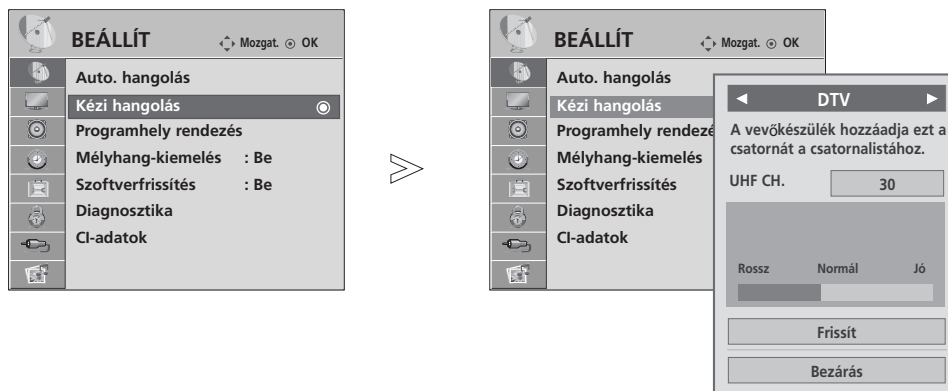 BEÁLLÍT
Mozgat. OK
Auto. hangolás
Kézi hangolás
Programhely rendezés
Mélyhang-kiemelés : Be
Szoftverfrissítés : Be
Diagnosztika
CI-adatok
BEÁLLÍT
Mozgat. OK
Auto. hangolás
Kézi hangolás
Programhely rendezé
Mélyhang-kiemelés
Szoftverfrissítés
Diagnosztika
CI-adatok
◄ DTV ►
A vevőkészülék hozzáadja ezt a
csatornát a csatornalistához.
UHF CH. 30
Rossz Normál Jó
Frissít
Bezárás